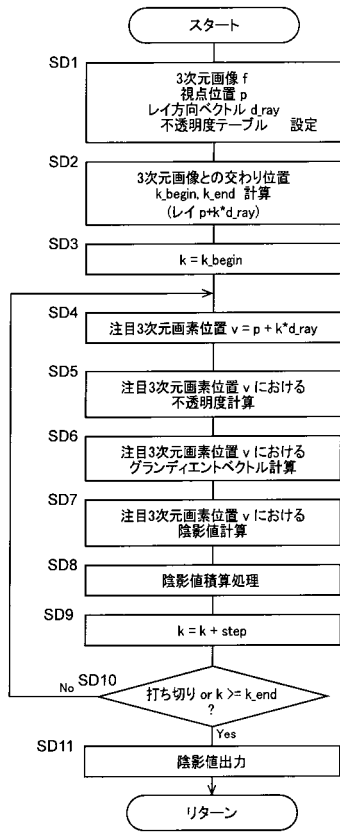 スタート
SD1
3次元画像 f
視点位置 p
レイ方向ベクトル d_ray
不透明度テーブル 設定
SD2
3次元画像との交わり位置
k_begin, k_end 計算
(レイ p+k*d_ray)
SD3
k = k_begin
SD4
注目3次元画素位置 v = p + k*d_ray
SD5
注目3次元画素位置 v における
不透明度計算
SD6
注目3次元画素位置 v における
グランディエントベクトル計算
SD7
注目3次元画素位置 v における
陰影値計算
SD8
陰影値積算処理
SD9
k = k + step
No SD10
打ち切り or k >= k_end
?
Yes
SD11
陰影値出力
リターン